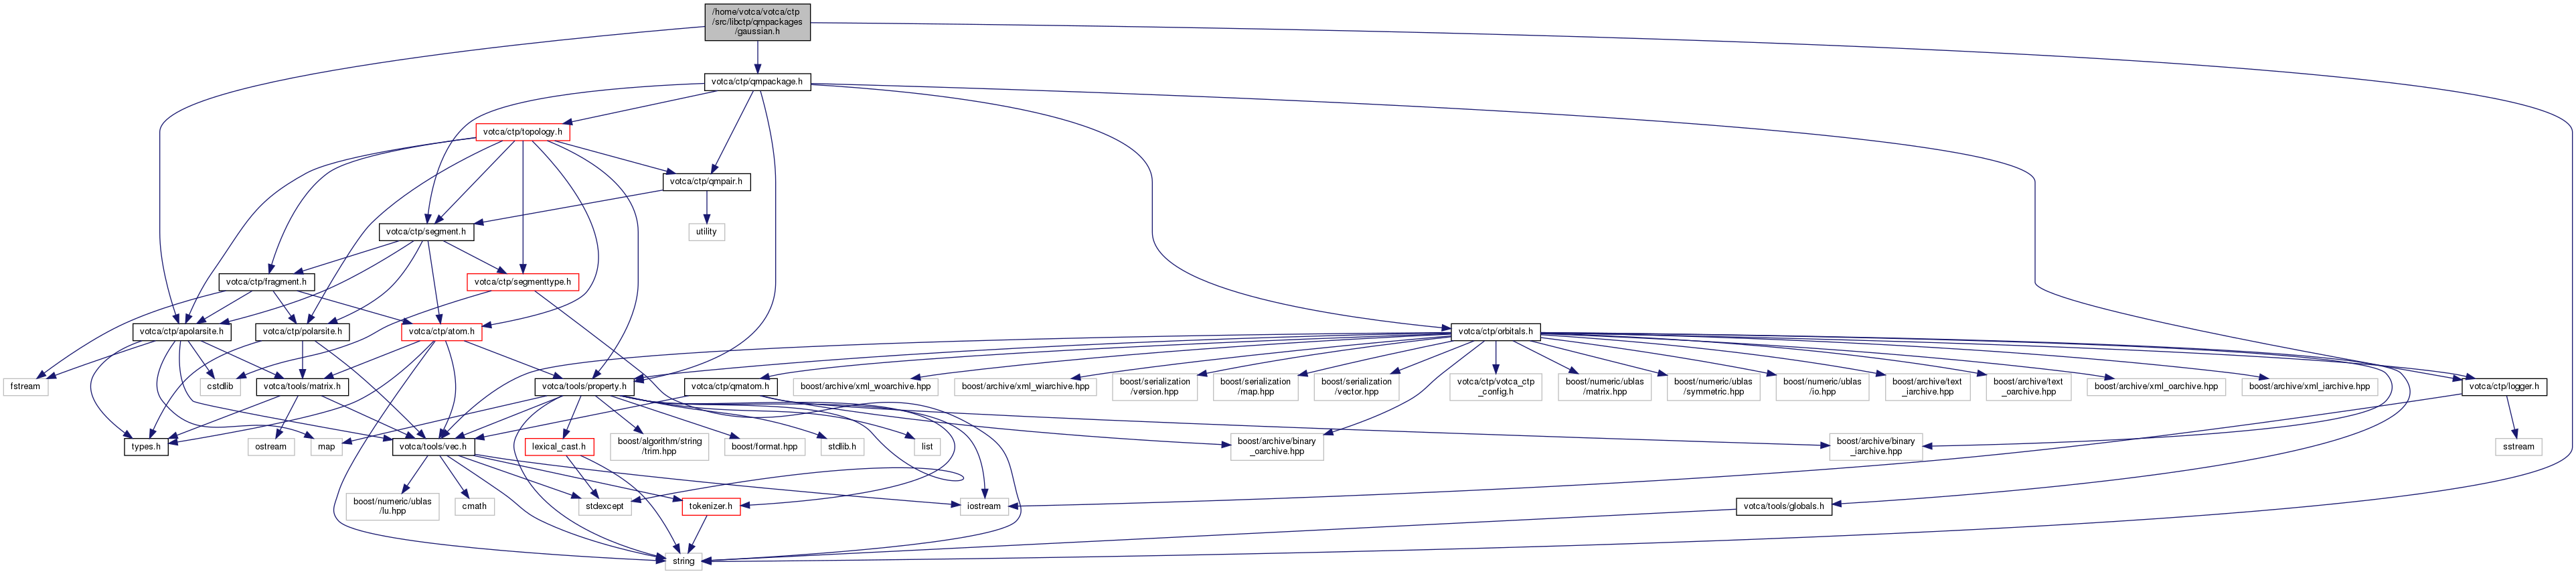 /home/votca/votca/ctp
/src/libctp/qmpackages
/gaussian.h
votca/ctp/qmpackage.h
votca/ctp/topology.h
votca/ctp/qmpair.h
votca/ctp/segment.h
utility
votca/ctp/fragment.h
votca/ctp/segmenttype.h
votca/ctp/apolarsite.h
votca/ctp/polarsite.h
votca/ctp/atom.h
votca/ctp/orbitals.h
fstream
cstdlib
votca/tools/matrix.h
votca/tools/property.h
votca/ctp/qmatom.h
boost/archive/xml_woarchive.hpp
boost/archive/xml_wiarchive.hpp
boost/serialization
/version.hpp
boost/serialization
/map.hpp
boost/serialization
/vector.hpp
votca/ctp/votca_ctp
_config.h
boost/numeric/ublas
/matrix.hpp
boost/numeric/ublas
/symmetric.hpp
boost/numeric/ublas
/io.hpp
boost/archive/text
_iarchive.hpp
boost/archive/text
_oarchive.hpp
boost/archive/xml_oarchive.hpp
boost/archive/xml_iarchive.hpp
votca/ctp/logger.h
types.h
ostream
map
votca/tools/vec.h
lexical_cast.h
boost/algorithm/string
/trim.hpp
boost/format.hpp
stdlib.h
list
boost/archive/binary
_oarchive.hpp
boost/archive/binary
_iarchive.hpp
sstream
boost/numeric/ublas
/lu.hpp
cmath
stdexcept
tokenizer.h
iostream
votca/tools/globals.h
string